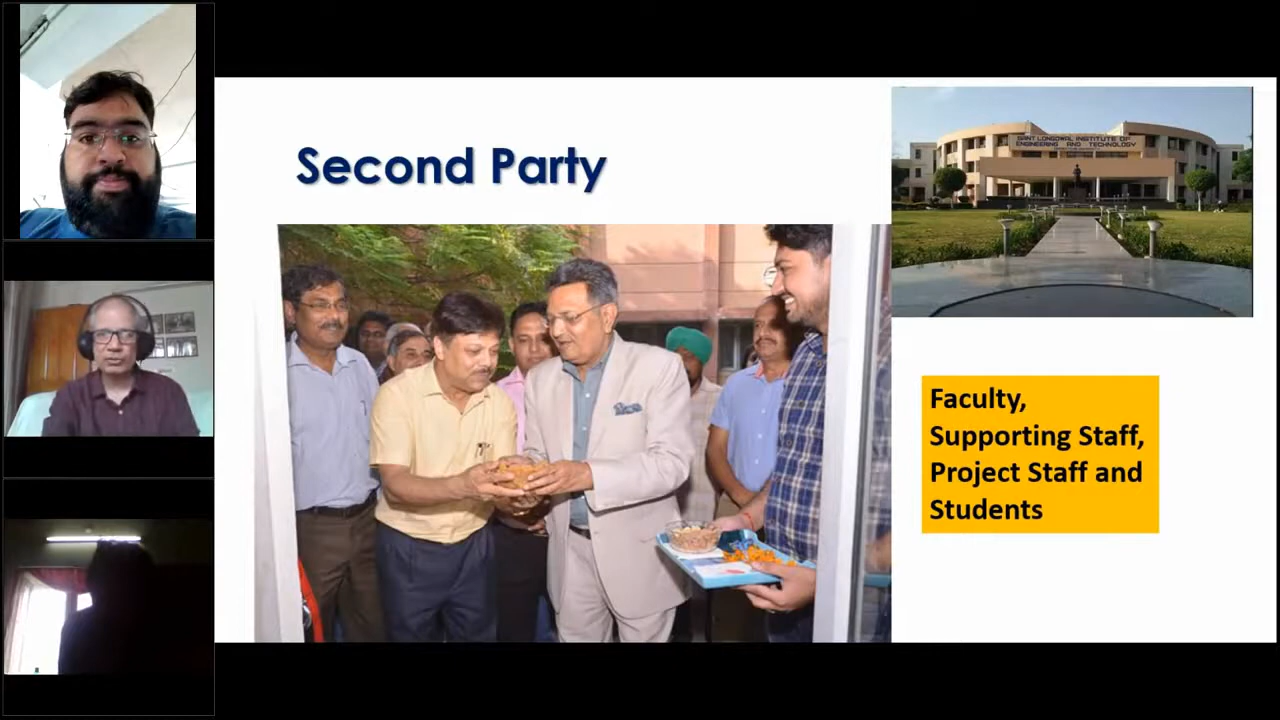 Second Party
SANT LONGOWAL INSTITUTE OF
ENGINEERING AND TECHNOLOGY
Faculty,
Supporting Staff,
Project Staff and
Students